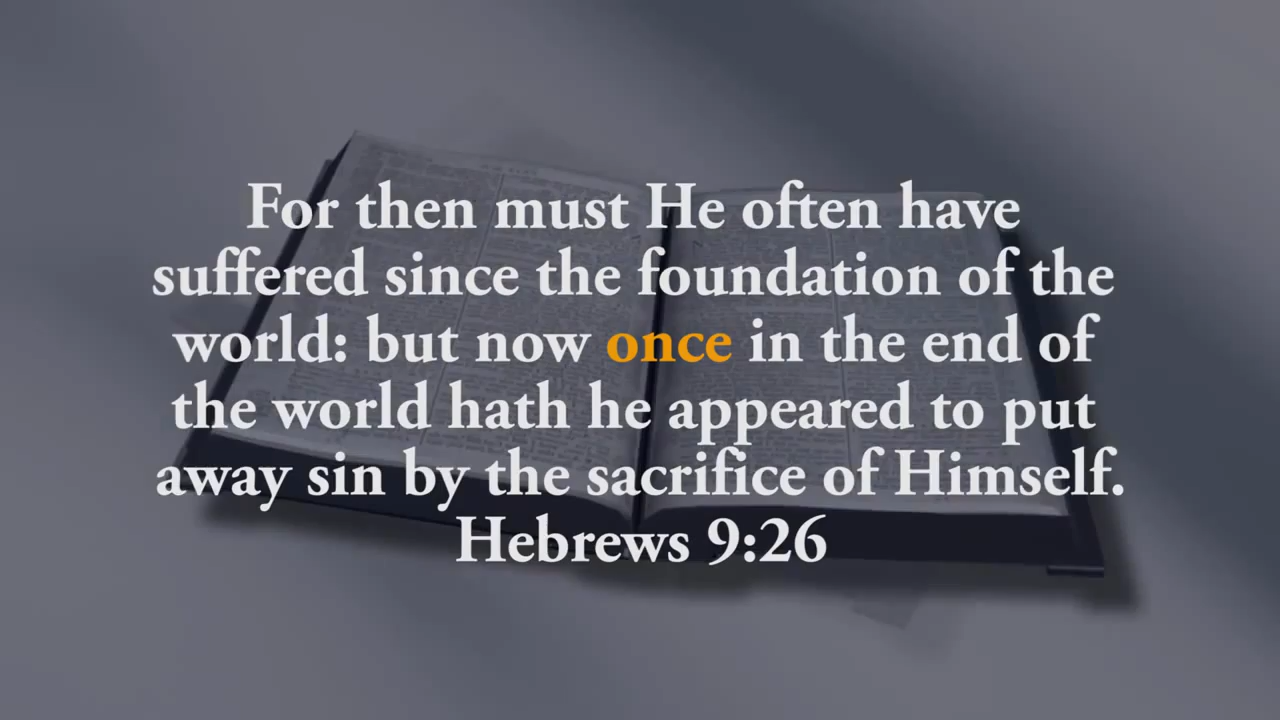 For then must He often have
suffered since the foundation of the
world: but now once in the end of
the world hath he appeared to put
away sin by the sacrifice of Himself.
Hebrews 9:26